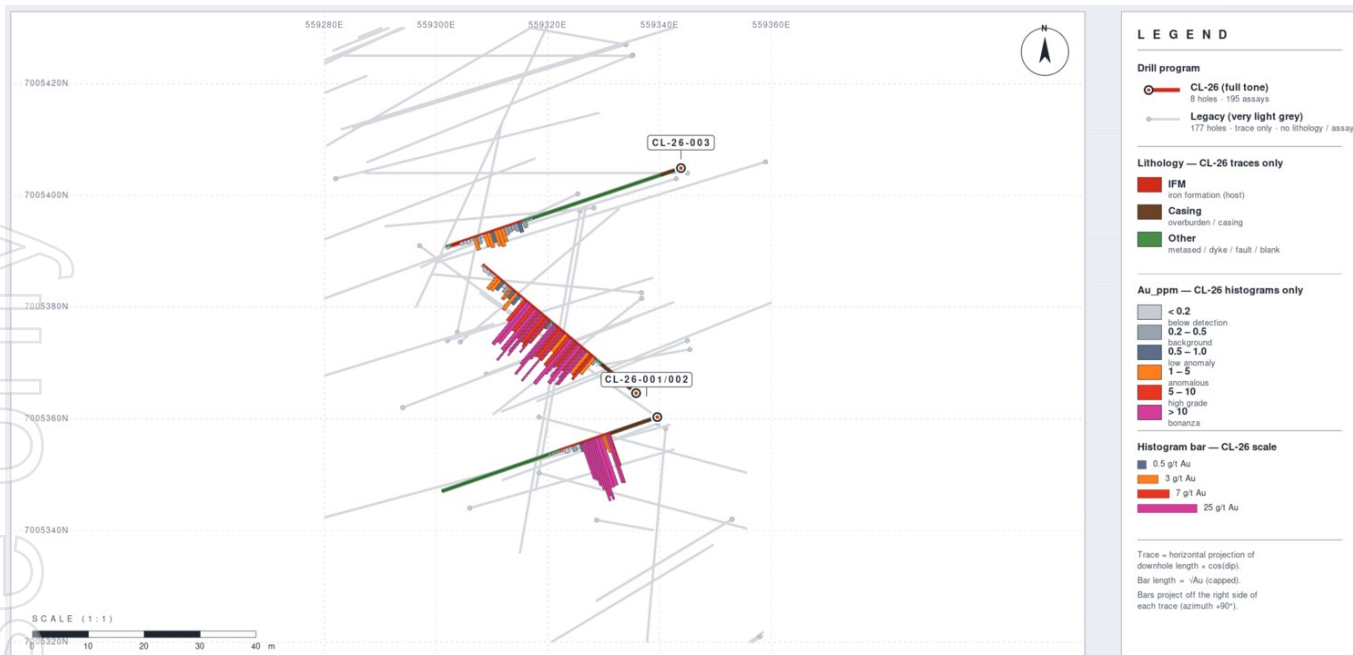 559280E
559300E
559320E
559340E
559360E
7005420N
7005400N
7005380N
7005360N
7005340N
7005320N
N
CL-26-003
CL-26-001/002
SCALE (1:1)
0 10 20 30 40 m
LEGEND
Drill program
CL-26 (full tone)
8 holes · 195 assays
Legacy (very light grey)
177 holes · trace only · no lithology / assay
Lithology — CL-26 traces only
IFM
iron formation (host)
Casing
overburden / casing
Other
metased / dyke / fault / blank
Au_ppm — CL-26 histograms only
< 0.2
below detection
0.2 – 0.5
background
0.5 – 1.0
low anomaly
1 – 5
anomalous
5 – 10
high grade
> 10
bonanza
Histogram bar — CL-26 scale
0.5 g/t Au
3 g/t Au
7 g/t Au
25 g/t Au
Trace = horizontal projection of
downhole length × cos(dip).
Bar length = √Au (capped).
Bars project off the right side of
each trace (azimuth +90°).